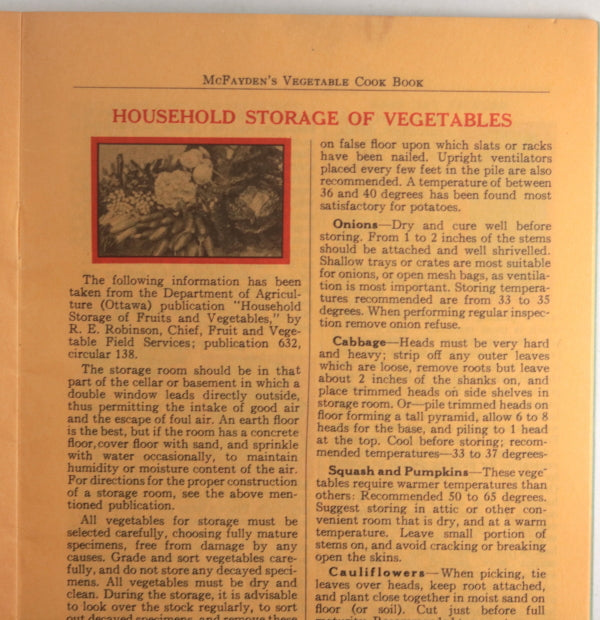 McFayden's Vegetable Cook Book
HOUSEHOLD STORAGE OF VEGETABLES
The following information has been
taken from the Department of Agricul-
ture (Ottawa) publication "Household
Storage of Fruits and Vegetables," by
R. E. Robinson, Chief, Fruit and Vege-
table Field Services; publication 632,
circular 138.
The storage room should be in that
part of the cellar or basement in which a
double window leads directly outside,
thus permitting the intake of good air
and the escape of foul air. An earth floor
is the best, but if the room has a concrete
floor, cover floor with sand, and sprinkle
with water occasionally, to maintain
humidity or moisture content of the air.
For directions for the proper construction
of a storage room, see the above men-
tioned publication.
All vegetables for storage must be
selected carefully, choosing fully mature
specimens, free from damage by any
causes. Grade and sort vegetables care-
fully, and do not store any decayed speci-
mens. All vegetables must be dry and
clean. During the storage, it is advisable
to look over the stock regularly, to sort
out decayed specimens, and remove these
on false floor upon which slats or racks
have been nailed. Upright ventilators
placed every few feet in the pile are also
recommended. A temperature of between
36 and 40 degrees has been found most
satisfactory for potatoes.
Onions—Dry and cure well before
storing. From 1 to 2 inches of the stems
should be attached and well shrivelled.
Shallow trays or crates are most suitable
for onions, or open mesh bags, as ventila-
tion is most important. Storing tempera-
tures recommended are from 33 to 35
degrees. When performing regular inspec-
tion remove onion refuse.
Cabbage—Heads must be very hard
and heavy; strip off any outer leaves
which are loose, remove roots but leave
about 2 inches of the shanks on, and
place trimmed heads on side shelves in
storage room. Or—pile trimmed heads on
floor forming a tall pyramid, allow 6 to 8
heads for the base, and piling to 1 head
at the top. Cool before storing; recom-
mended temperatures—33 to 37 degrees-
Squash and Pumpkins—These vege-
tables require warmer temperatures than
others: Recommended 50 to 65 degrees.
Suggest storing in attic or other con-
venient room that is dry, and at a warm
temperature. Leave small portion of
stems on, and avoid cracking or breaking
open the skins.
Cauliflowers—When picking, tie
leaves over heads, keep root attached,
and plant close together in moist sand on
floor (or soil). Cut just before full